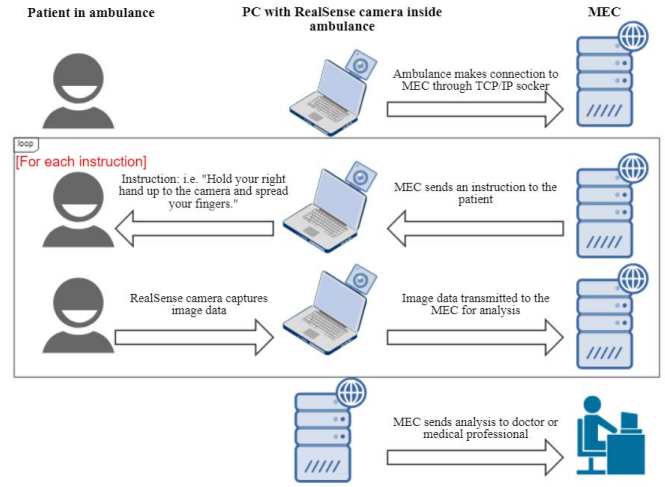 Patient in ambulance
PC with RealSense camera inside
ambulance
MEC
Ambulance makes connection to
MEC through TCP/IP socker
loop
[For each instruction]
Instruction: i.e. "Hold your right
hand up to the camera and spread
your fingers."
MEC sends an instruction to the
patient
RealSense camera captures
image data
Image data transmitted to the
MEC for analysis
MEC sends analysis to doctor or
medical professional